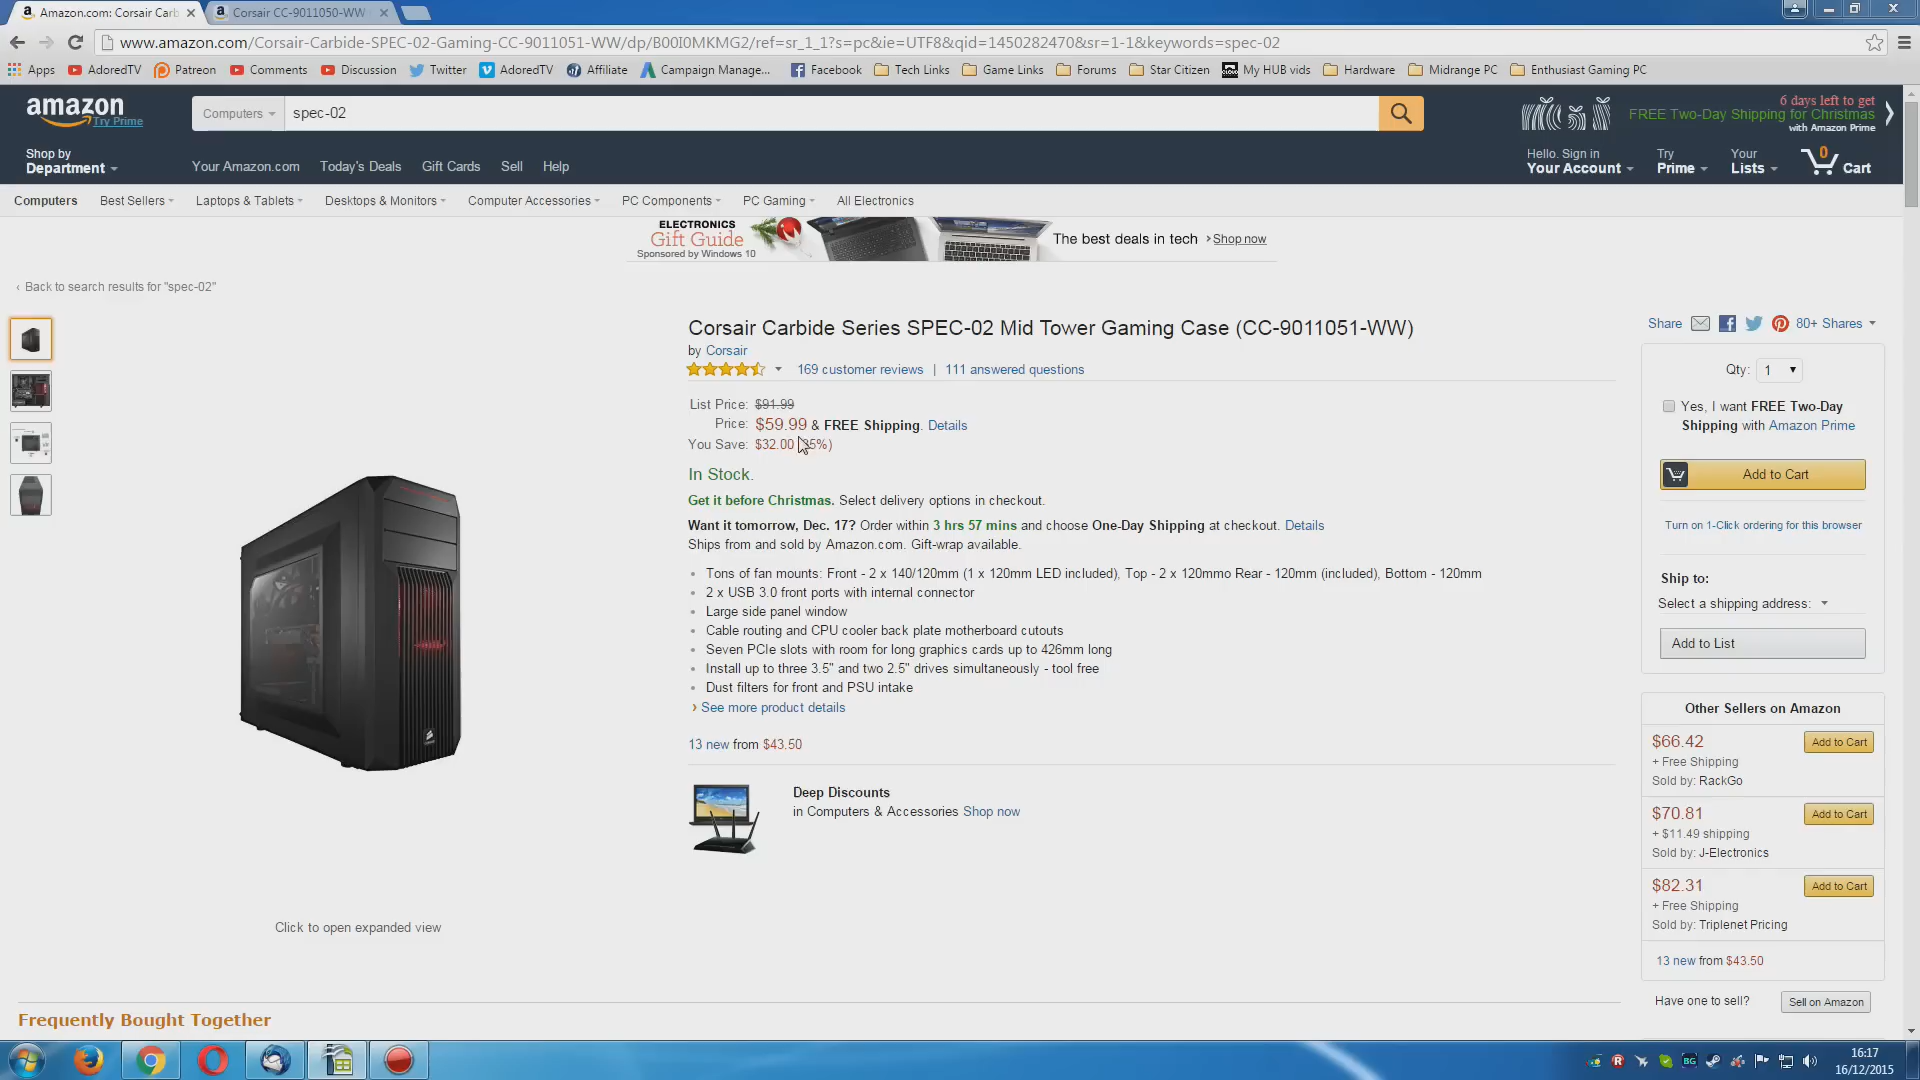 Amazon.com: Corsair Carb
Corsair CC-9011050-WW
www.amazon.com/Corsair-Carbide-SPEC-02-Gaming-CC-9011051-WW/dp/B00I0MKMG2/ref=sr_1_1?s=pc&ie=UTF8&qid=1450282470&sr=1-1&keywords=spec-02
Apps AdoredTV Patreon Comments Discussion Twitter AdoredTV Affiliate Campaign Manage... Facebook Tech Links Game Links Forums Star Citizen My HUB vids Hardware Midrange PC Enthusiast Gaming PC
amazon
Try Prime
Computers spec-02
6 days left to get
FREE Two-Day Shipping for Christmas
with Amazon Prime
Shop by
Department
Your Amazon.com Today's Deals Gift Cards Sell Help
Hello. Sign in
Your Account
Try
Prime
Your
Lists
0
Cart
Computers Best Sellers Laptops & Tablets Desktops & Monitors Computer Accessories PC Components PC Gaming All Electronics
ELECTRONICS
Gift Guide
Sponsored by Windows 10
The best deals in tech › Shop now
‹ Back to search results for "spec-02"
Corsair Carbide Series SPEC-02 Mid Tower Gaming Case (CC-9011051-WW)
by Corsair
169 customer reviews | 111 answered questions
List Price: $91.99
Price: $59.99 & FREE Shipping. Details
You Save: $32.00 5%)
In Stock.
Get it before Christmas. Select delivery options in checkout.
Want it tomorrow, Dec. 17? Order within 3 hrs 57 mins and choose One-Day Shipping at checkout. Details
Ships from and sold by Amazon.com. Gift-wrap available.
• Tons of fan mounts: Front - 2 x 140/120mm (1 x 120mm LED included), Top - 2 x 120mmo Rear - 120mm (included), Bottom - 120mm
• 2 x USB 3.0 front ports with internal connector
• Large side panel window
• Cable routing and CPU cooler back plate motherboard cutouts
• Seven PCIe slots with room for long graphics cards up to 426mm long
• Install up to three 3.5" and two 2.5" drives simultaneously - tool free
• Dust filters for front and PSU intake
› See more product details
13 new from $43.50
Deep Discounts
in Computers & Accessories Shop now
Click to open expanded view
Frequently Bought Together
Share 80+ Shares
Qty: 1
Yes, I want FREE Two-Day
Shipping with Amazon Prime
Add to Cart
Turn on 1-Click ordering for this browser
Ship to:
Select a shipping address:
Add to List
Other Sellers on Amazon
$66.42 Add to Cart
+ Free Shipping
Sold by: RackGo
$70.81 Add to Cart
+ $11.49 shipping
Sold by: J-Electronics
$82.31 Add to Cart
+ Free Shipping
Sold by: Triplenet Pricing
13 new from $43.50
Have one to sell? Sell on Amazon
16:17
16/12/2015